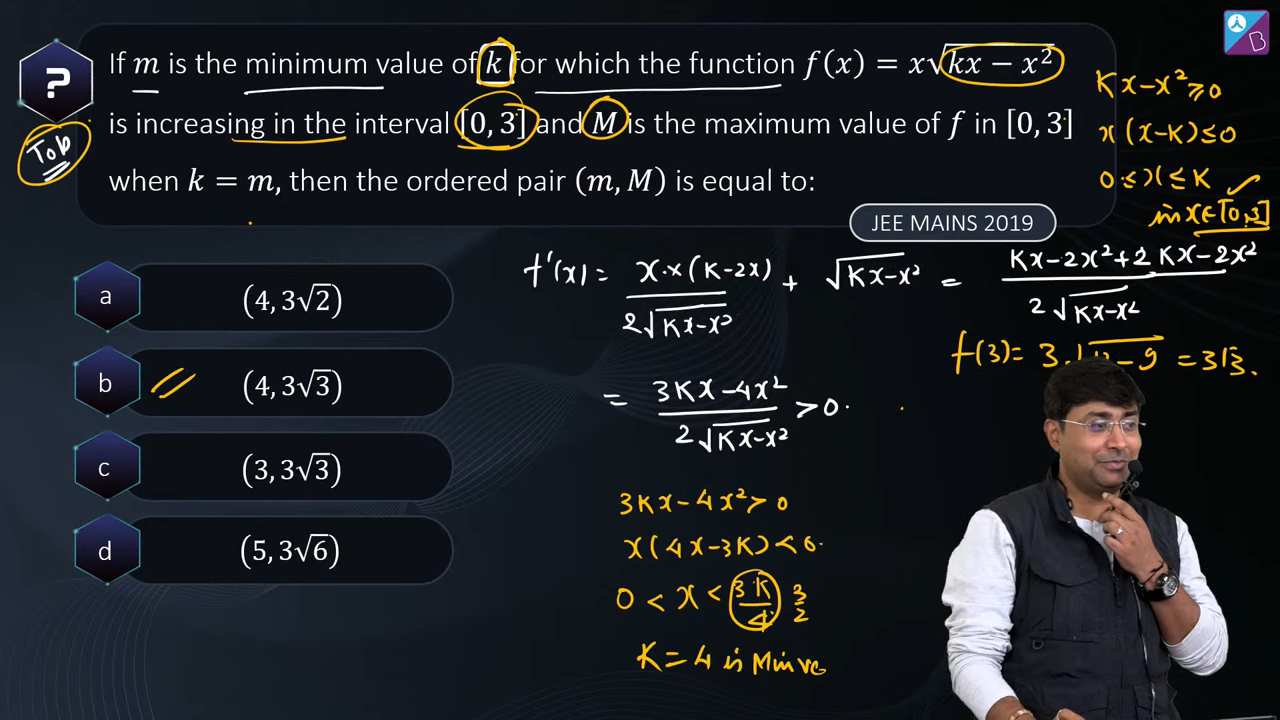 If m is the minimum value of k for which the function f(x) = x√(kx − x²)
is increasing in the interval [0, 3] and M is the maximum value of f in [0, 3]
when k = m, then the ordered pair (m, M) is equal to:
?
JEE MAINS 2019
a (4, 3√2)
b (4, 3√3)
c (3, 3√3)
d (5, 3√6)
Kx-x² ≥ 0
x (x-K) ≤ 0
0 ≤ x ≤ K
in x∈[0,3]
f'(x) = x·x(K-2x) / 2√(Kx-x²) + √(Kx-x²) = Kx-2x²+2Kx-2x² / 2√(Kx-x²)
f(3) = 3 - 9 = 3√3.
= 3Kx-4x² / 2√(Kx-x²) > 0.
3Kx-4x² > 0
x(4x-3K) < 0.
0 < x < 3K/4 3/2
K = 4 is Min
B